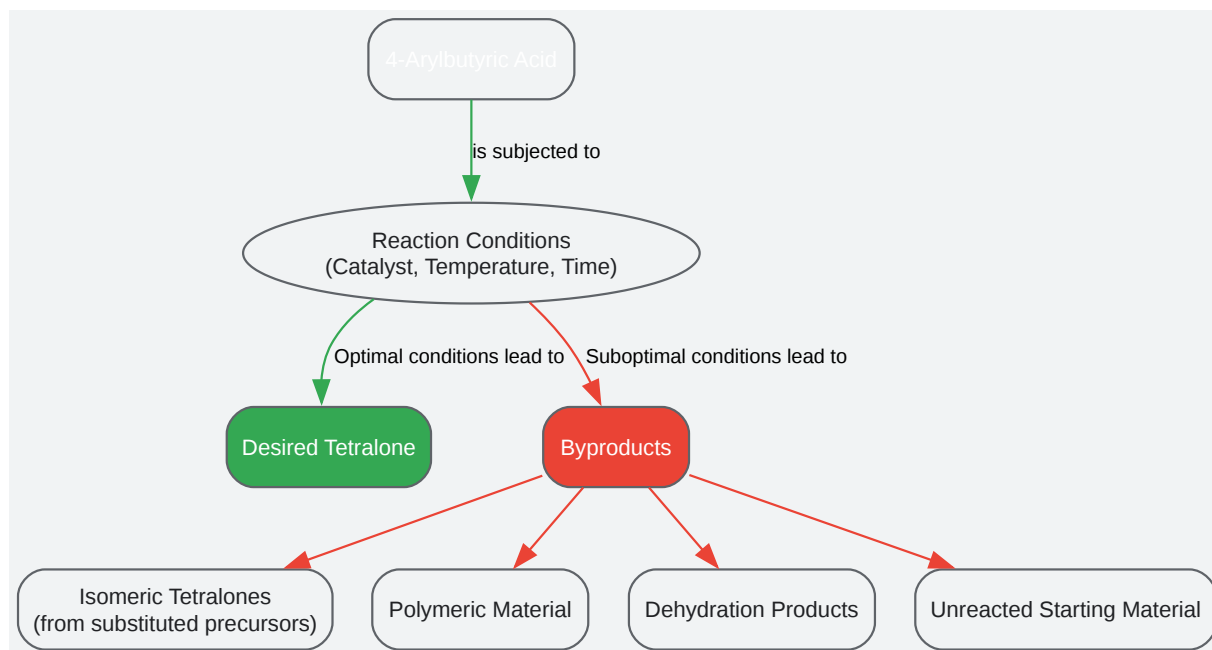 4-Arylbutyric Acid
is subjected to
Reaction Conditions
(Catalyst, Temperature, Time)
Optimal conditions lead to
Suboptimal conditions lead to
Desired Tetralone
Byproducts
Isomeric Tetralones
(from substituted precursors)
Polymeric Material
Dehydration Products
Unreacted Starting Material